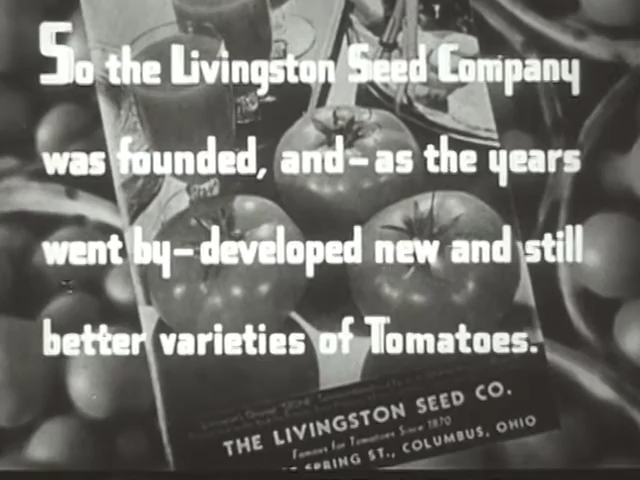 So the Livingston Seed Company
was founded, and—as the years
went by—developed new and still
better varieties of Tomatoes.
THE LIVINGSTON SEED CO.
Famous for Tomatoes Since 1870
SPRING ST., COLUMBUS, OHIO